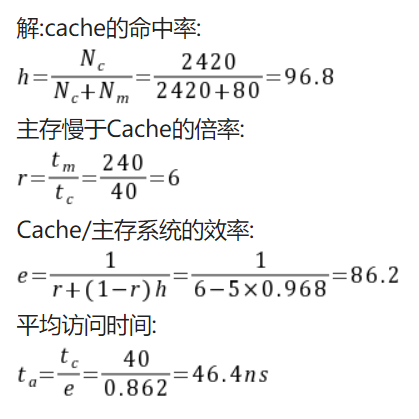 解:cache的命中率:
h=\frac{N_c}{N_c+N_m}=\frac{2420}{2420+80}=96.8
主存慢于Cache的倍率:
r=\frac{t_m}{t_c}=\frac{240}{40}=6
Cache/主存系统的效率:
e=\frac{1}{r+(1-r)h}=\frac{1}{6-5×0.968}=86.2
平均访问时间:
t_a=\frac{t_c}{e}=\frac{40}{0.862}=46.4ns